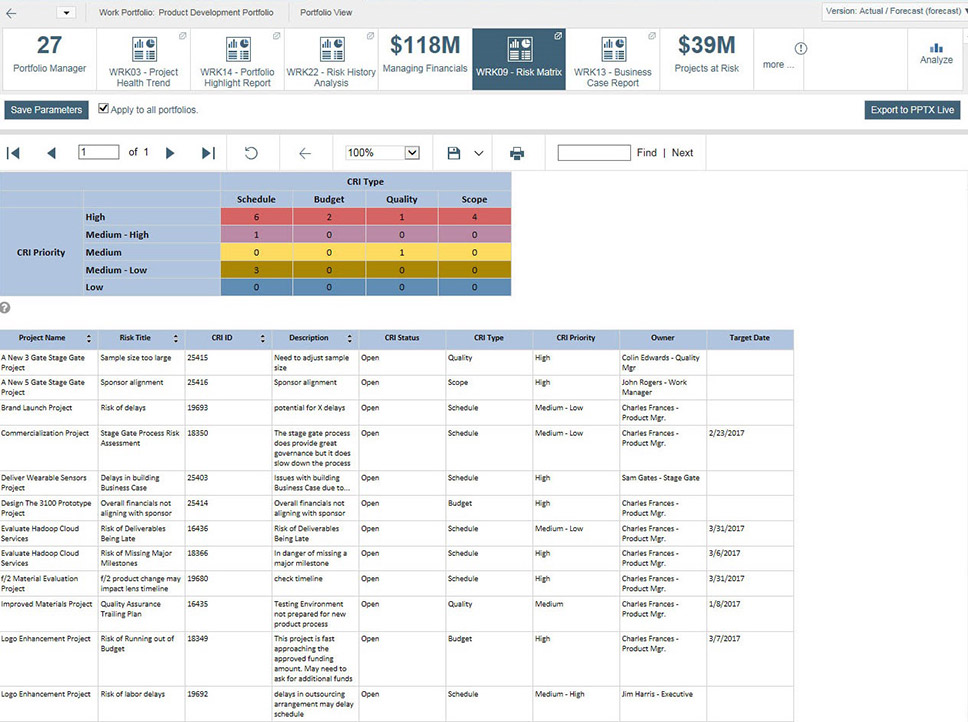 Work Portfolio: Product Development Portfolio
Portfolio View
Version: Actual / Forecast (forecast)
27
Portfolio Manager
WRK03 - Project
Health Trend
WRK14 - Portfolio
Highlight Report
WRK22 - Risk History
Analysis
$118M
Managing Financials
WRK09 - Risk Matrix
WRK13 - Business
Case Report
$39M
Projects at Risk
more ...
Analyze
Save Parameters
Apply to all portfolios.
Export to PPTX Live
1 of 1
100%
Find | Next
CRI Type
Schedule Budget Quality Scope
CRI Priority
High 6 2 1 4
Medium - High 1 0 0 0
Medium 0 0 1 0
Medium - Low 3 0 0 0
Low 0 0 0 0
Project Name Risk Title CRI ID Description CRI Status CRI Type CRI Priority Owner Target Date
A New 3 Gate Stage Gate Sample size too large 25415 Need to adjust sample Open Quality High Colin Edwards - Quality
Project size Mgr
A New 5 Gate Stage Gate Sponsor alignment 25416 Sponsor alignment Open Scope High John Rogers - Work
Project Manager
Brand Launch Project Risk of delays 19693 potential for X delays Open Schedule Medium - Low Charles Frances -
Product Mgr.
Commercialization Project Stage Gate Process Risk 18350 The stage gate process Open Schedule Medium - Low Charles Frances - 2/23/2017
Assessment does provide great Product Mgr.
governance but it does
slow down the process
Deliver Wearable Sensors Delays in building 25403 Issues with building Open Schedule High Sam Gates - Stage Gate
Project Business Case Business Case due to...
Design The 3100 Prototype Overall financials not 25414 Overall financials not Open Budget High Charles Frances -
Project aligning with sponsor aligning with sponsor Product Mgr.
Evaluate Hadoop Cloud Risk of Deliverables 16436 Risk of Deliverables Open Schedule Medium - Low Charles Frances - 3/31/2017
Services Being Late Being Late Product Mgr.
Evaluate Hadoop Cloud Risk of Missing Major 18366 In danger of missing a Open Schedule High Charles Frances - 3/6/2017
Services Milestones major milestone Product Mgr.
f/2 Material Evaluation f/2 product change may 19680 check timeline Open Schedule High Charles Frances - 3/31/2017
Project impact lens timeline Product Mgr.
Improved Materials Project Quality Assurance 16435 Testing Environment Open Quality Medium Charles Frances - 1/8/2017
Trailing Plan not prepared for new Product Mgr.
product process
Logo Enhancement Project Risk of Running out of 18349 This project is fast Open Budget High Charles Frances - 3/7/2017
Budget approaching the Product Mgr.
approved funding
amount. May need to
ask for additional funds
Logo Enhancement Project Risk of labor delays 19692 delays in outsourcing Open Schedule Medium - High Jim Harris - Executive
arrangement may delay
schedule